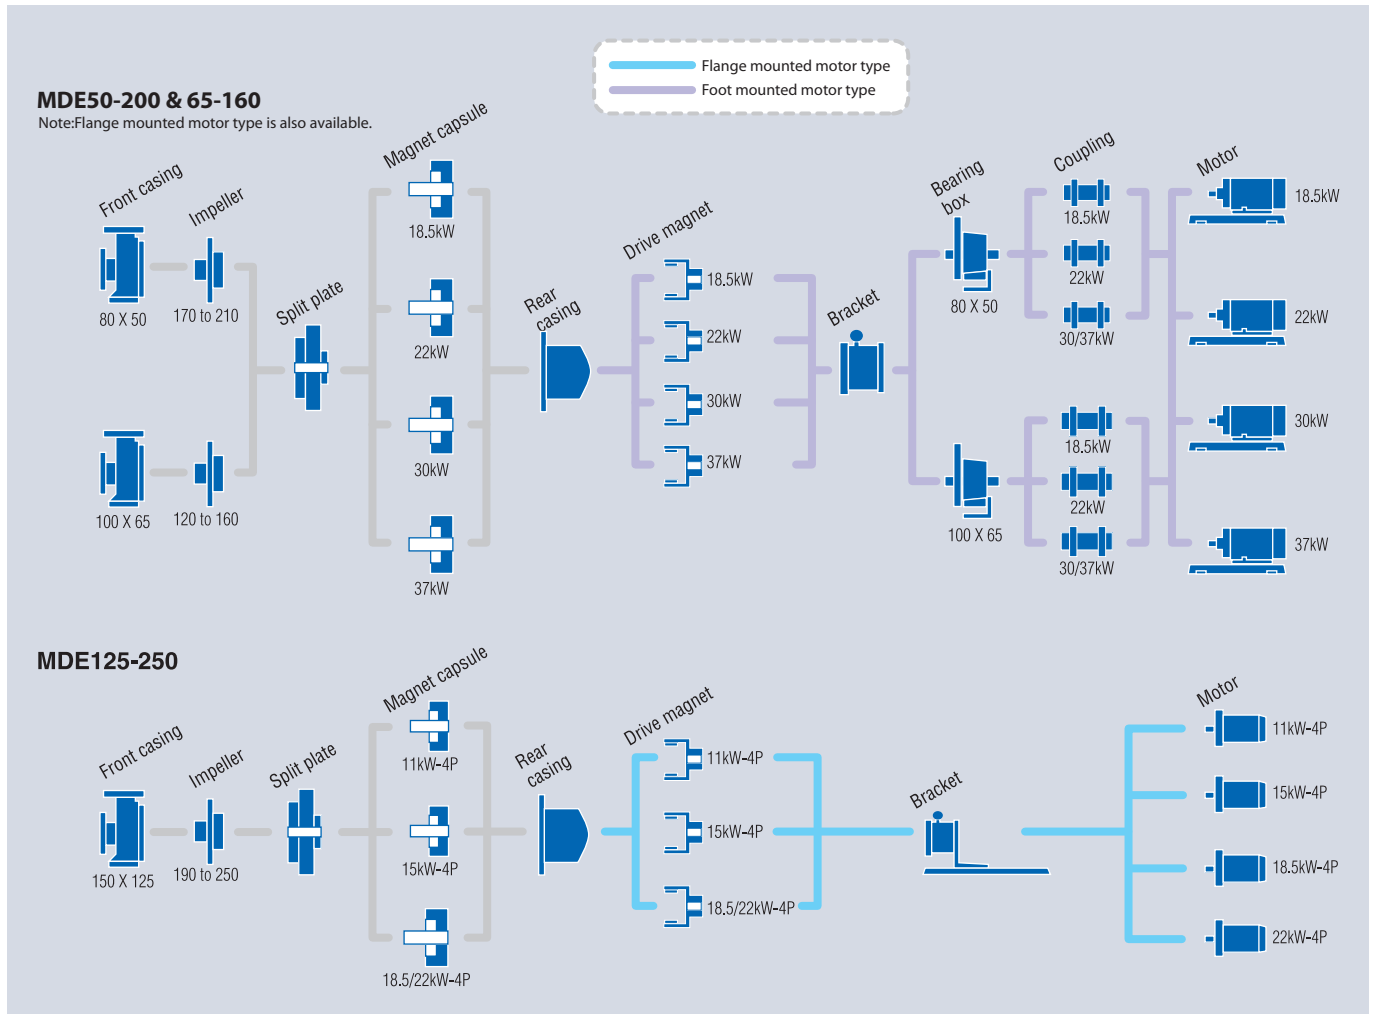 Flange mounted motor type
Foot mounted motor type
MDE50-200 & 65-160
Note:Flange mounted motor type is also available.
Front casing
Impeller
Split plate
Magnet capsule
Rear
casing
Drive magnet
Bracket
Bearing
box
Coupling
Motor
80 X 50
170 to 210
100 X 65
120 to 160
18.5kW
22kW
30kW
37kW
18.5kW
22kW
30kW
37kW
80 X 50
100 X 65
18.5kW
22kW
30/37kW
18.5kW
22kW
30/37kW
18.5kW
22kW
30kW
37kW
MDE125-250
Front casing
Impeller
Split plate
Magnet capsule
Rear
casing
Drive magnet
Bracket
Motor
150 X 125
190 to 250
11kW-4P
15kW-4P
18.5/22kW-4P
11kW-4P
15kW-4P
18.5/22kW-4P
11kW-4P
15kW-4P
18.5kW-4P
22kW-4P